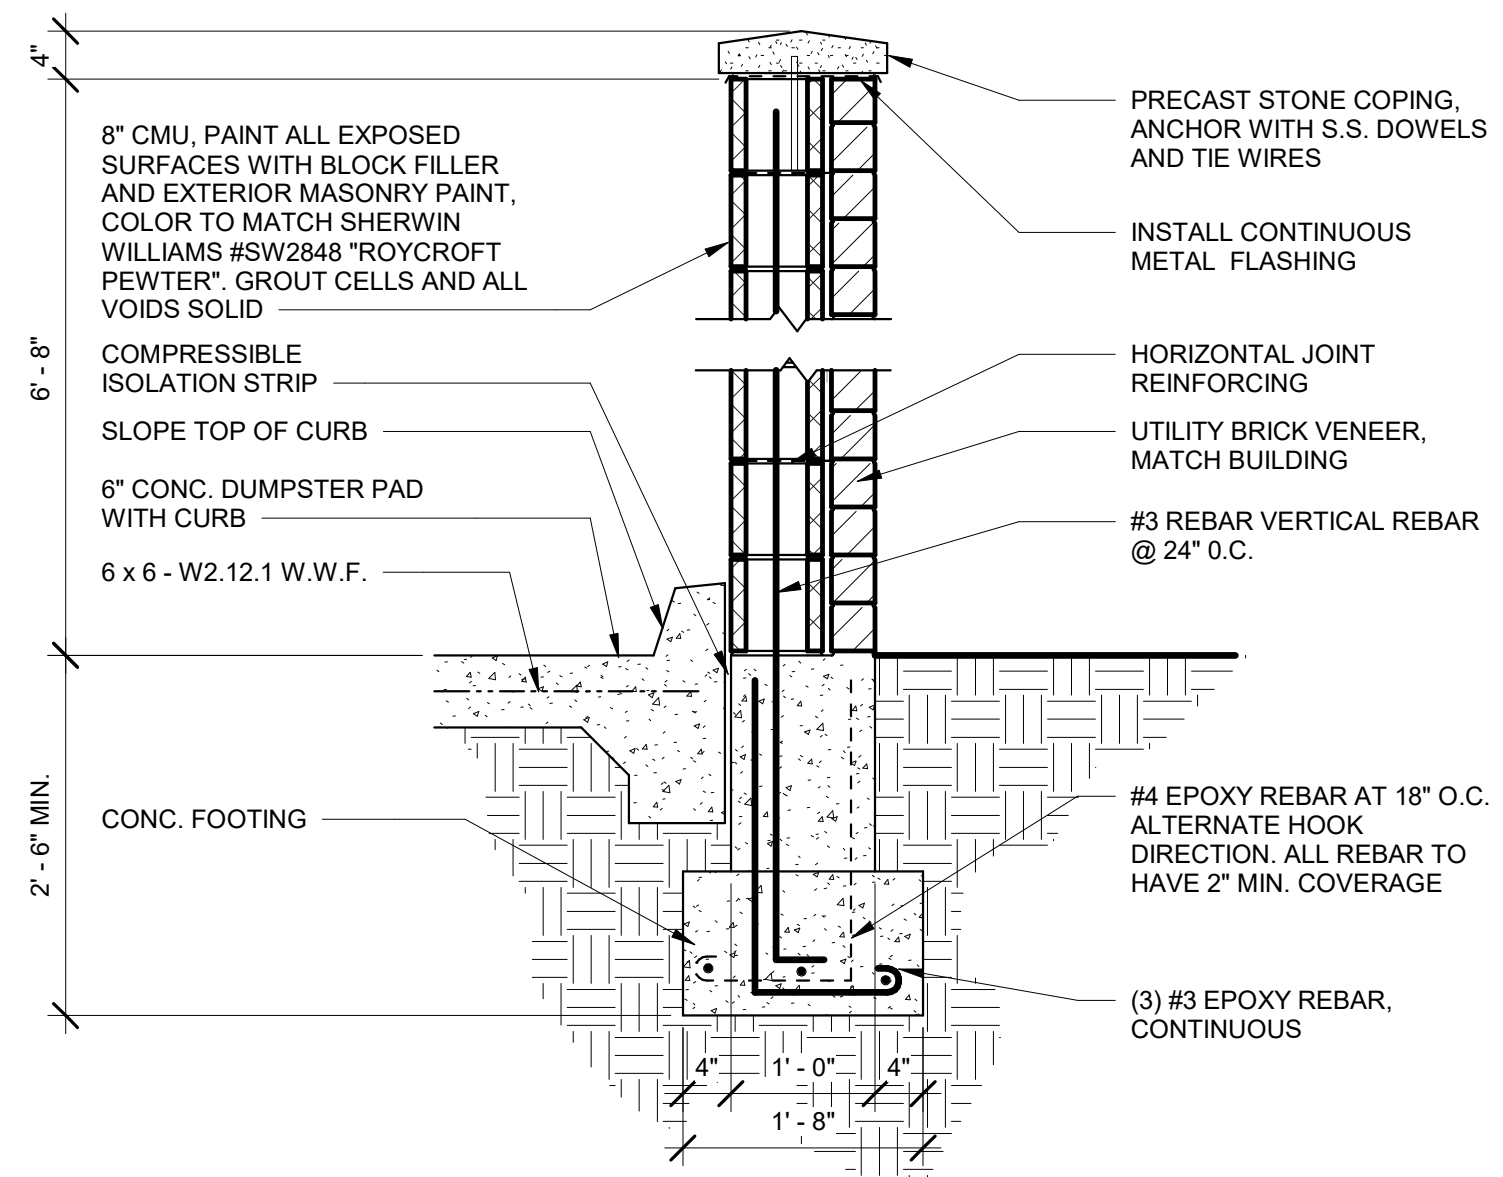 4"
6' - 8"
2' - 6" MIN.
8" CMU, PAINT ALL EXPOSED
SURFACES WITH BLOCK FILLER
AND EXTERIOR MASONRY PAINT,
COLOR TO MATCH SHERWIN
WILLIAMS #SW2848 "ROYCROFT
PEWTER". GROUT CELLS AND ALL
VOIDS SOLID
COMPRESSIBLE
ISOLATION STRIP
SLOPE TOP OF CURB
6" CONC. DUMPSTER PAD
WITH CURB
6 x 6 - W2.12.1 W.W.F.
CONC. FOOTING
PRECAST STONE COPING,
ANCHOR WITH S.S. DOWELS
AND TIE WIRES
INSTALL CONTINUOUS
METAL FLASHING
HORIZONTAL JOINT
REINFORCING
UTILITY BRICK VENEER,
MATCH BUILDING
#3 REBAR VERTICAL REBAR
@ 24" 0.C.
#4 EPOXY REBAR AT 18" O.C.
ALTERNATE HOOK
DIRECTION. ALL REBAR TO
HAVE 2" MIN. COVERAGE
(3) #3 EPOXY REBAR,
CONTINUOUS
4" 1' - 0" 4"
1' - 8"